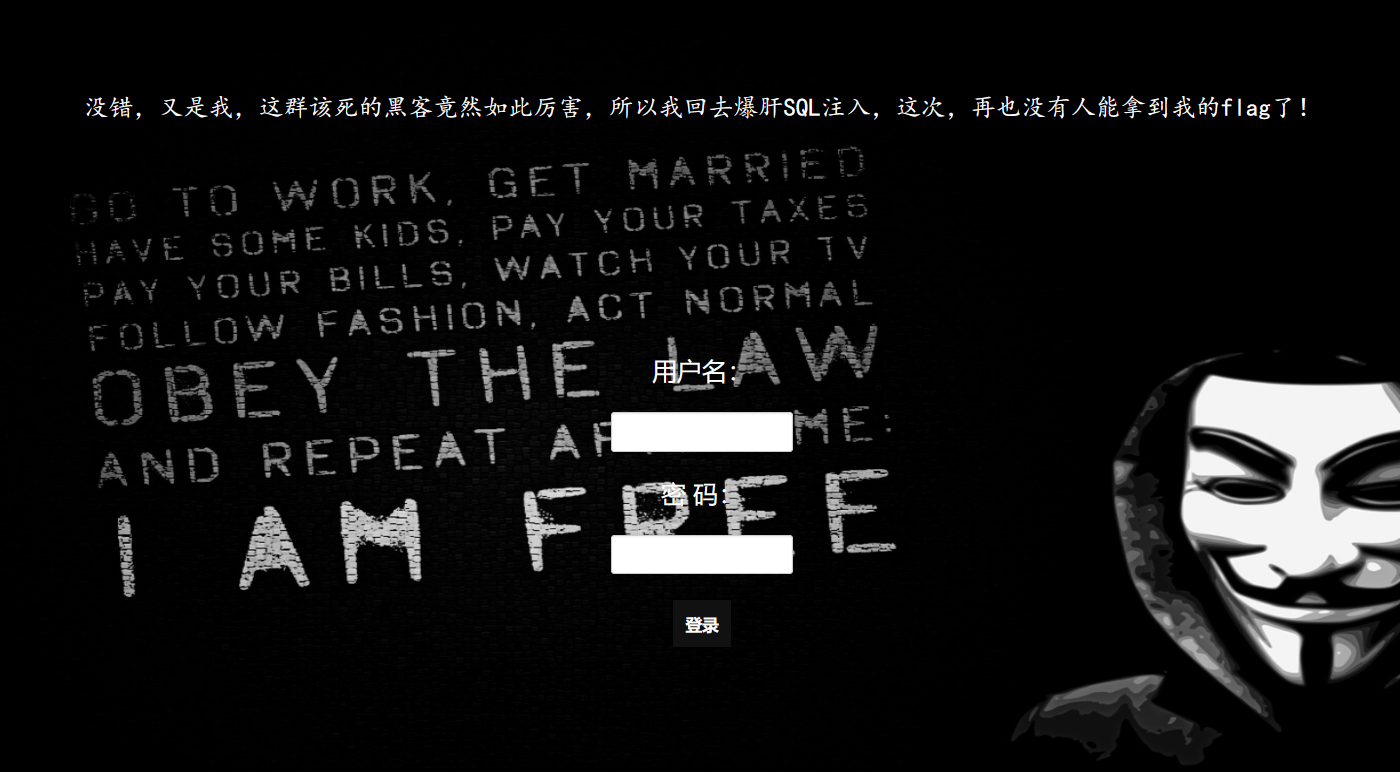 没错，又是我，这群该死的黑客竟然如此厉害，所以我回去爆肝SQL注入，这次，再也没有人能拿到我的flag了！
GO TO WORK, GET MARRIED
HAVE SOME KIDS, PAY YOUR TAXES
PAY YOUR BILLS, WATCH YOUR TV
FOLLOW FASHION, ACT NORMAL
OBEY THE LAW
AND REPEAT ME:
I AM FREE
用户名：
密 码：
登录